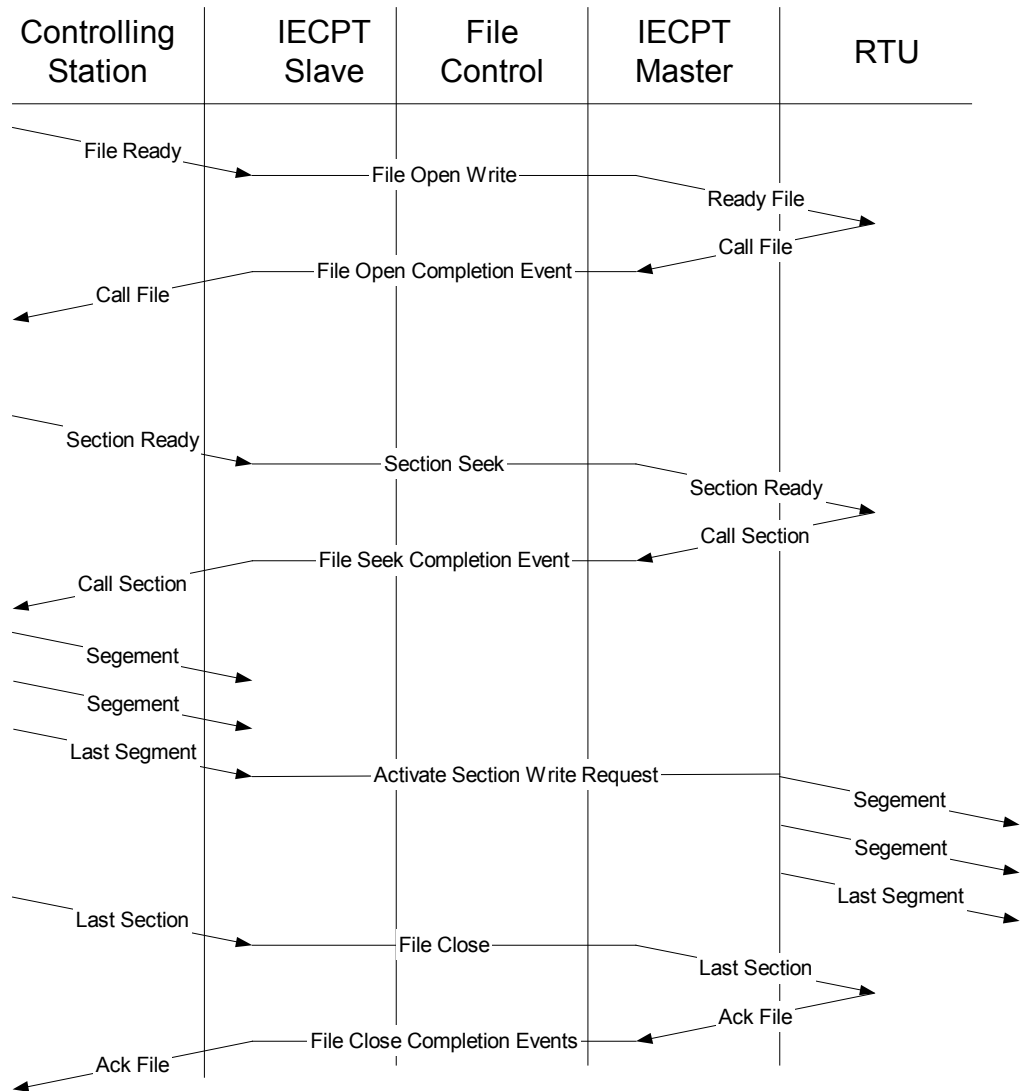 Controlling
Station
IECPT
Slave
File
Control
IECPT
Master
RTU
File Ready
File Open Write
Ready File
Call File
File Open Completion Event
Call File
Section Ready
Section Seek
Section Ready
Call Section
File Seek Completion Event
Call Section
Segement
Segement
Last Segment
Activate Section Write Request
Segement
Segement
Last Segment
Last Section
File Close
Last Section
Ack File
File Close Completion Events
Ack File